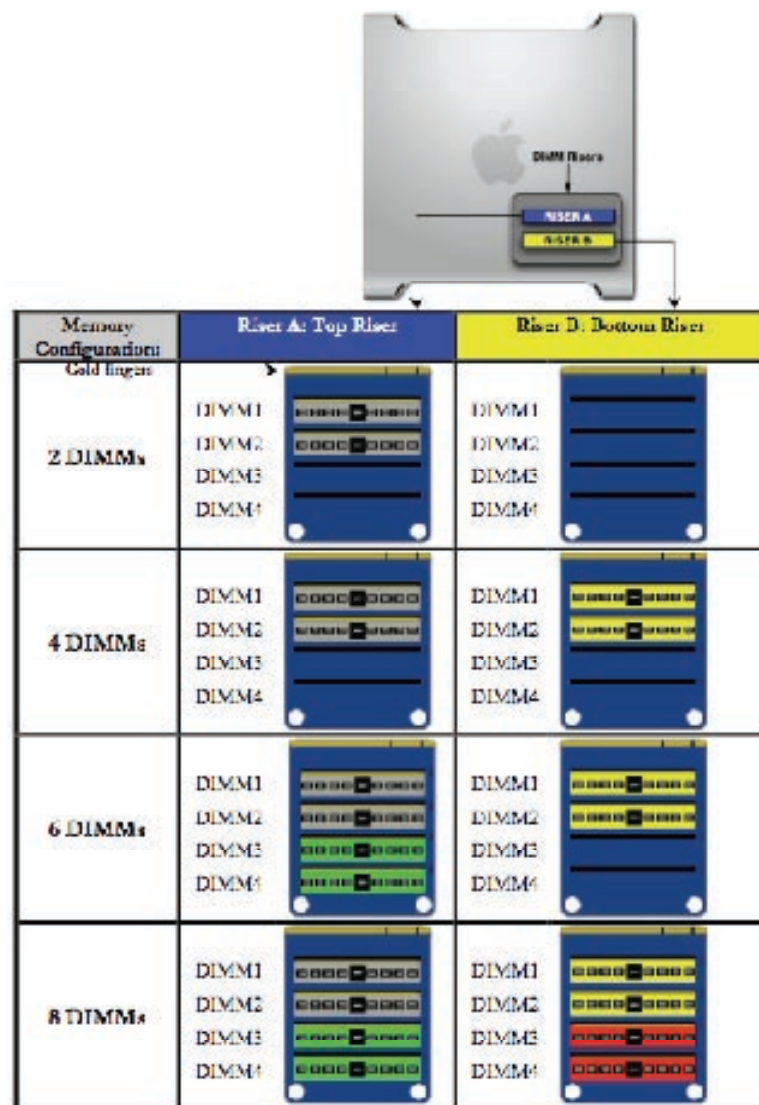 DIMM Risers
RISER A
RISER B
Memory
Configuration:
Riser A: Top Riser
Riser B: Bottom Riser
Gold fingers
2 DIMMs
DIMM1
DIMM2
DIMM3
DIMM4
DIMM1
DIMM2
DIMM3
DIMM4
4 DIMMs
DIMM1
DIMM2
DIMM3
DIMM4
DIMM1
DIMM2
DIMM3
DIMM4
6 DIMMs
DIMM1
DIMM2
DIMM3
DIMM4
DIMM1
DIMM2
DIMM3
DIMM4
8 DIMMs
DIMM1
DIMM2
DIMM3
DIMM4
DIMM1
DIMM2
DIMM3
DIMM4